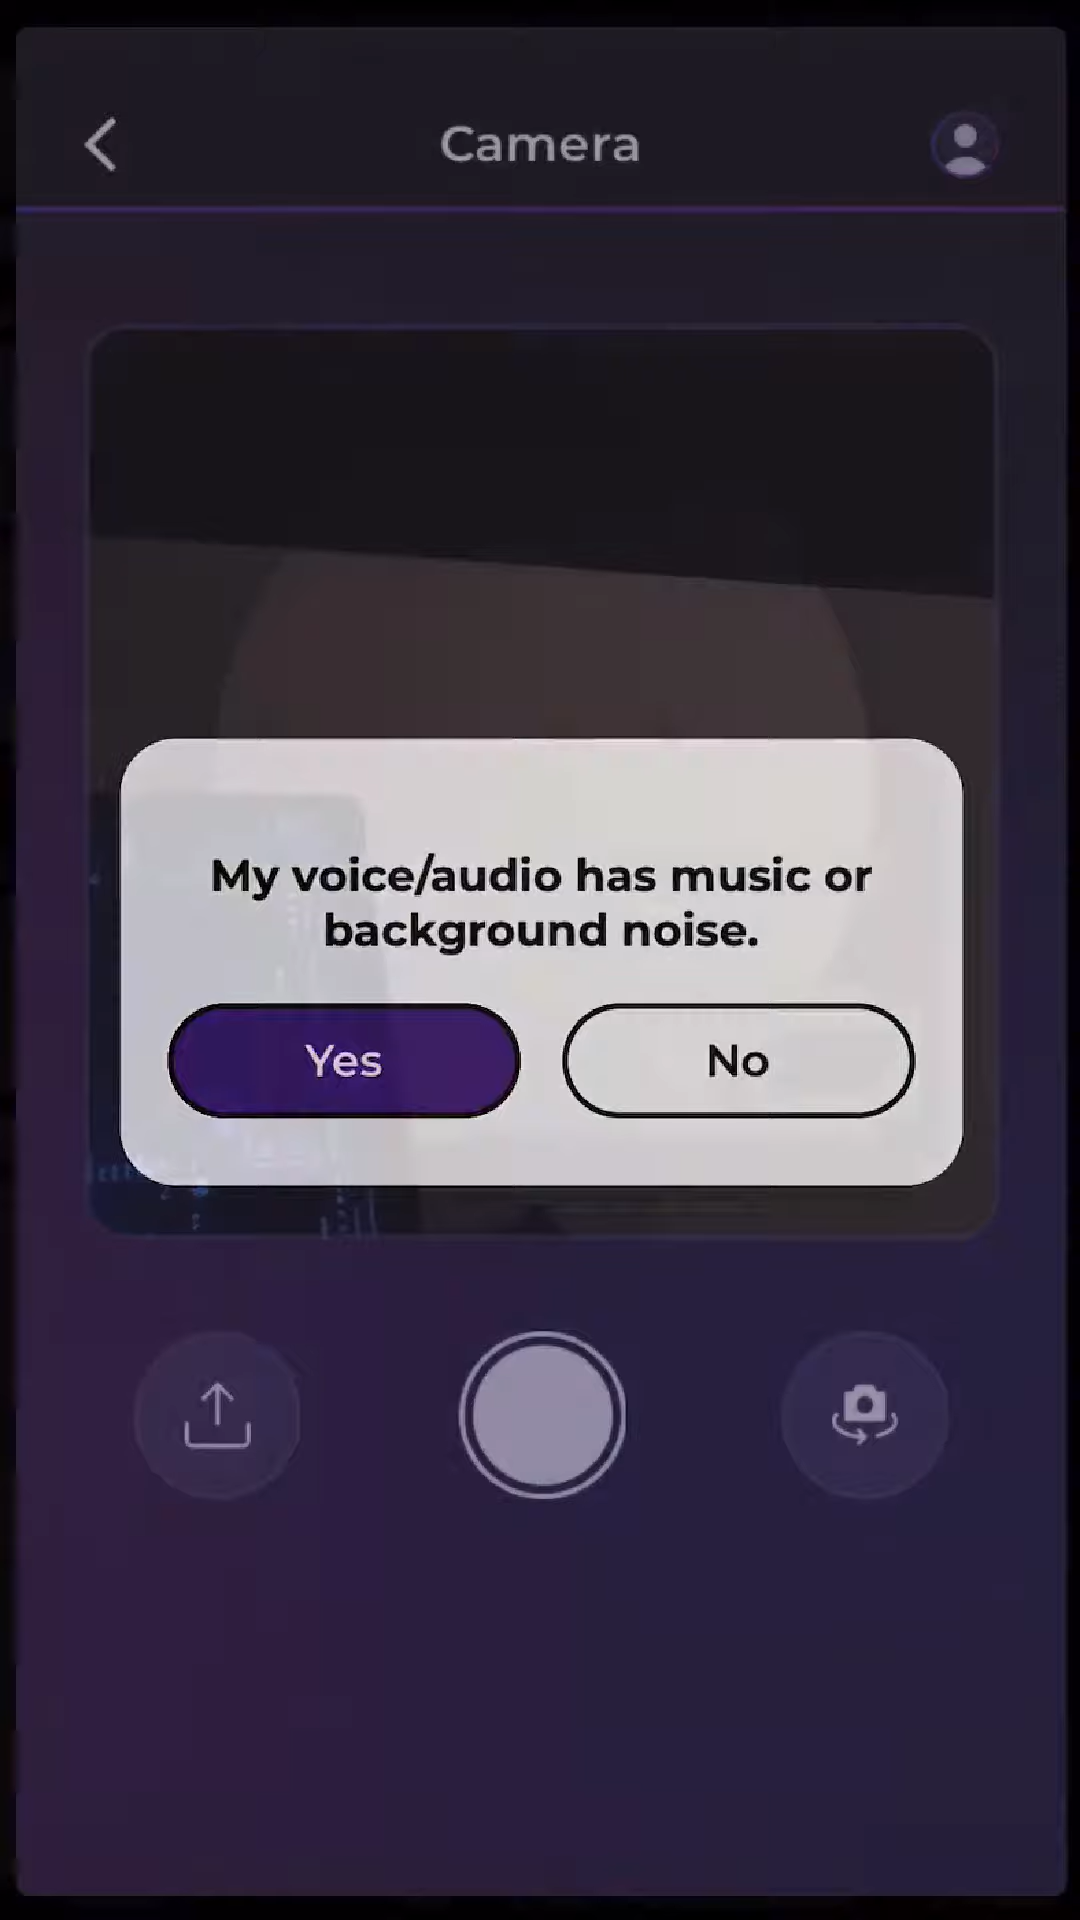 Camera
My voice/audio has music or
background noise.
Yes
No